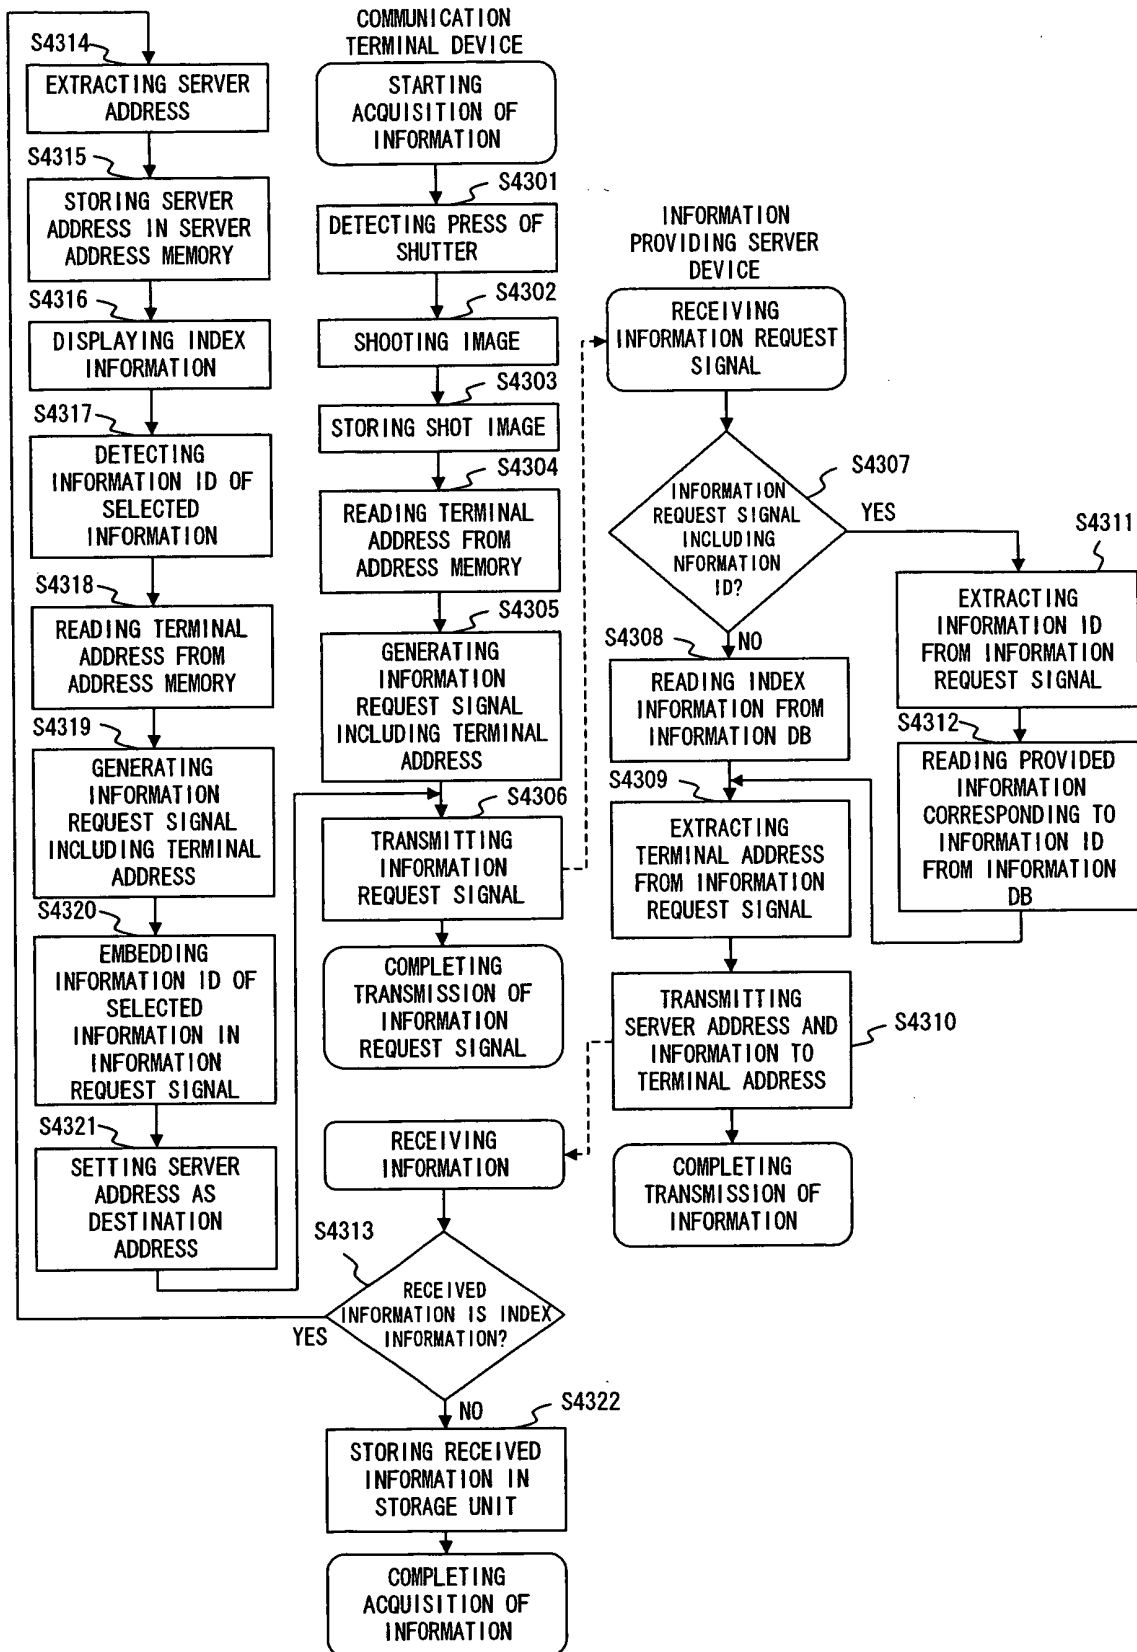 S4314
EXTRACTING SERVER
ADDRESS
S4315
STORING SERVER
ADDRESS IN SERVER
ADDRESS MEMORY
S4316
DISPLAYING INDEX
INFORMATION
S4317
DETECTING
INFORMATION ID OF
SELECTED
INFORMATION
S4318
READING TERMINAL
ADDRESS FROM
ADDRESS MEMORY
S4319
GENERATING
INFORMATION
REQUEST SIGNAL
INCLUDING TERMINAL
ADDRESS
S4320
EMBEDDING
INFORMATION ID OF
SELECTED
INFORMATION IN
INFORMATION
REQUEST SIGNAL
S4321
SETTING SERVER
ADDRESS AS
DESTINATION
ADDRESS
COMMUNICATION
TERMINAL DEVICE
STARTING
ACQUISITION OF
INFORMATION
S4301
DETECTING PRESS OF
SHUTTER
S4302
SHOOTING IMAGE
S4303
STORING SHOT IMAGE
S4304
READING TERMINAL
ADDRESS FROM
ADDRESS MEMORY
S4305
GENERATING
INFORMATION
REQUEST SIGNAL
INCLUDING TERMINAL
ADDRESS
S4306
TRANSMITTING
INFORMATION
REQUEST SIGNAL
COMPLETING
TRANSMISSION OF
INFORMATION
REQUEST SIGNAL
RECEIVING
INFORMATION
S4313
RECEIVED
INFORMATION IS INDEX
INFORMATION?
YES
NO
S4322
STORING RECEIVED
INFORMATION IN
STORAGE UNIT
COMPLETING
ACQUISITION OF
INFORMATION
INFORMATION
PROVIDING SERVER
DEVICE
RECEIVING
INFORMATION REQUEST
SIGNAL
S4307
INFORMATION
REQUEST SIGNAL
INCLUDING
NFORMATION
ID?
YES
NO
S4308
READING INDEX
INFORMATION FROM
INFORMATION DB
S4309
EXTRACTING
TERMINAL ADDRESS
FROM INFORMATION
REQUEST SIGNAL
TRANSMITTING
SERVER ADDRESS AND
INFORMATION TO
TERMINAL ADDRESS
S4310
COMPLETING
TRANSMISSION OF
INFORMATION
S4311
EXTRACTING
INFORMATION ID
FROM INFORMATION
REQUEST SIGNAL
S4312
READING PROVIDED
INFORMATION
CORRESPONDING TO
INFORMATION ID
FROM INFORMATION
DB